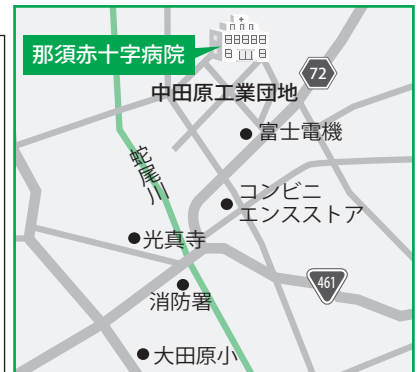 那須赤十字病院
72
中田原工業団地
富士電機
蛇尾川
コンビニ
エンスストア
光真寺
461
消防署
大田原小